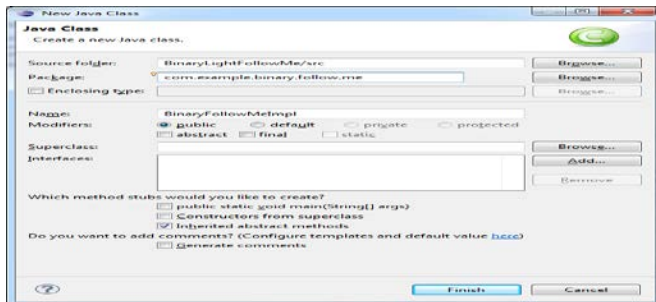 New Java Class
Java Class
Create a new Java class.
Source folder: BinaryLightFollowMe/src Browse...
Package: com.example.binary.follow.me Browse...
Enclosing type: Browse...
Name: BinaryFollowMeImpl
Modifiers: public default private protected
abstract final static
Superclass: Browse...
Interfaces: Add...
Remove
Which method stubs would you like to create?
public static void main(String[] args)
Constructors from superclass
Inherited abstract methods
Do you want to add comments? (Configure templates and default value here)
Generate comments
? Finish Cancel